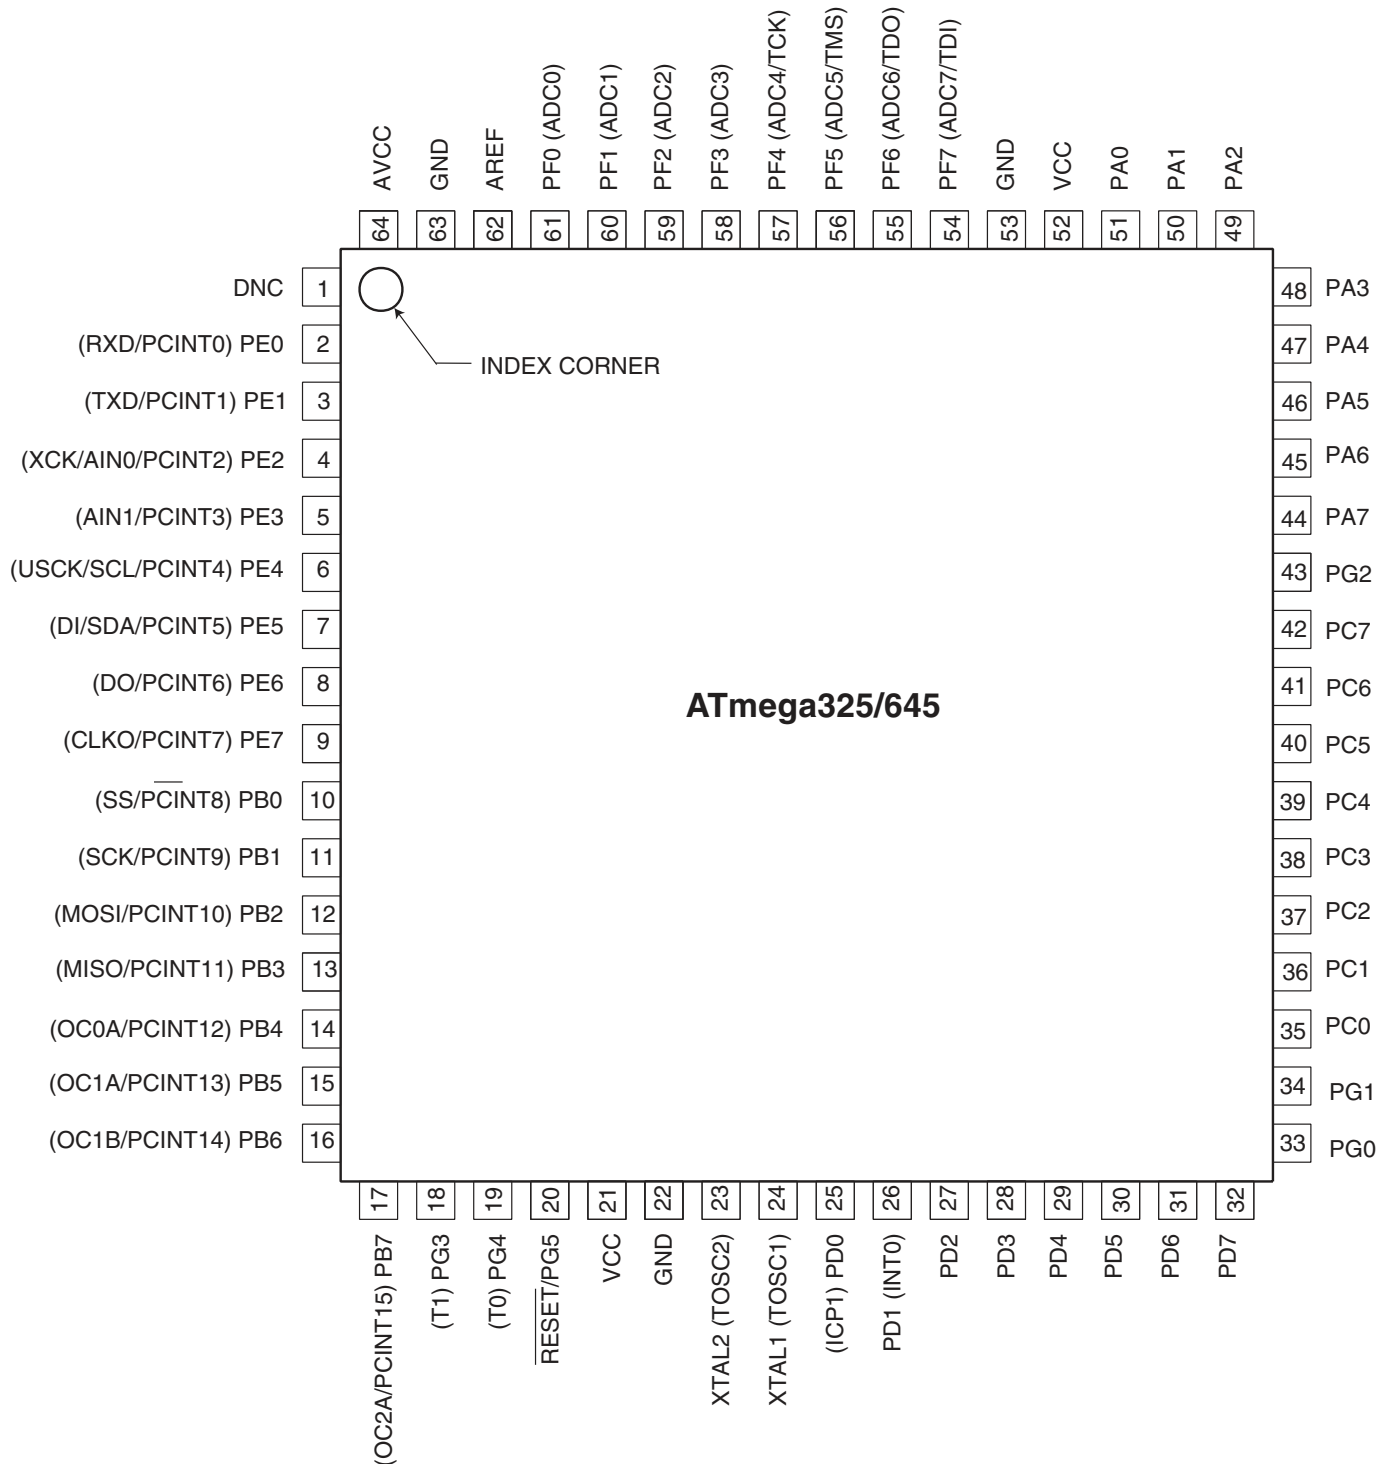 AVCC
GND
AREF
PF0 (ADC0)
PF1 (ADC1)
PF2 (ADC2)
PF3 (ADC3)
PF4 (ADC4/TCK)
PF5 (ADC5/TMS)
PF6 (ADC6/TDO)
PF7 (ADC7/TDI)
GND
VCC
PA0
PA1
PA2
64
63
62
61
60
59
58
57
56
55
54
53
52
51
50
49
DNC 1
(RXD/PCINT0) PE0 2
(TXD/PCINT1) PE1 3
(XCK/AIN0/PCINT2) PE2 4
(AIN1/PCINT3) PE3 5
(USCK/SCL/PCINT4) PE4 6
(DI/SDA/PCINT5) PE5 7
(DO/PCINT6) PE6 8
(CLKO/PCINT7) PE7 9
(SS/PCINT8) PB0 10
(SCK/PCINT9) PB1 11
(MOSI/PCINT10) PB2 12
(MISO/PCINT11) PB3 13
(OC0A/PCINT12) PB4 14
(OC1A/PCINT13) PB5 15
(OC1B/PCINT14) PB6 16
INDEX CORNER
ATmega325/645
48 PA3
47 PA4
46 PA5
45 PA6
44 PA7
43 PG2
42 PC7
41 PC6
40 PC5
39 PC4
38 PC3
37 PC2
36 PC1
35 PC0
34 PG1
33 PG0
17
18
19
20
21
22
23
24
25
26
27
28
29
30
31
32
(OC2A/PCINT15) PB7
(T1) PG3
(T0) PG4
RESET/PG5
VCC
GND
XTAL2 (TOSC2)
XTAL1 (TOSC1)
(ICP1) PD0
PD1 (INT0)
PD2
PD3
PD4
PD5
PD6
PD7